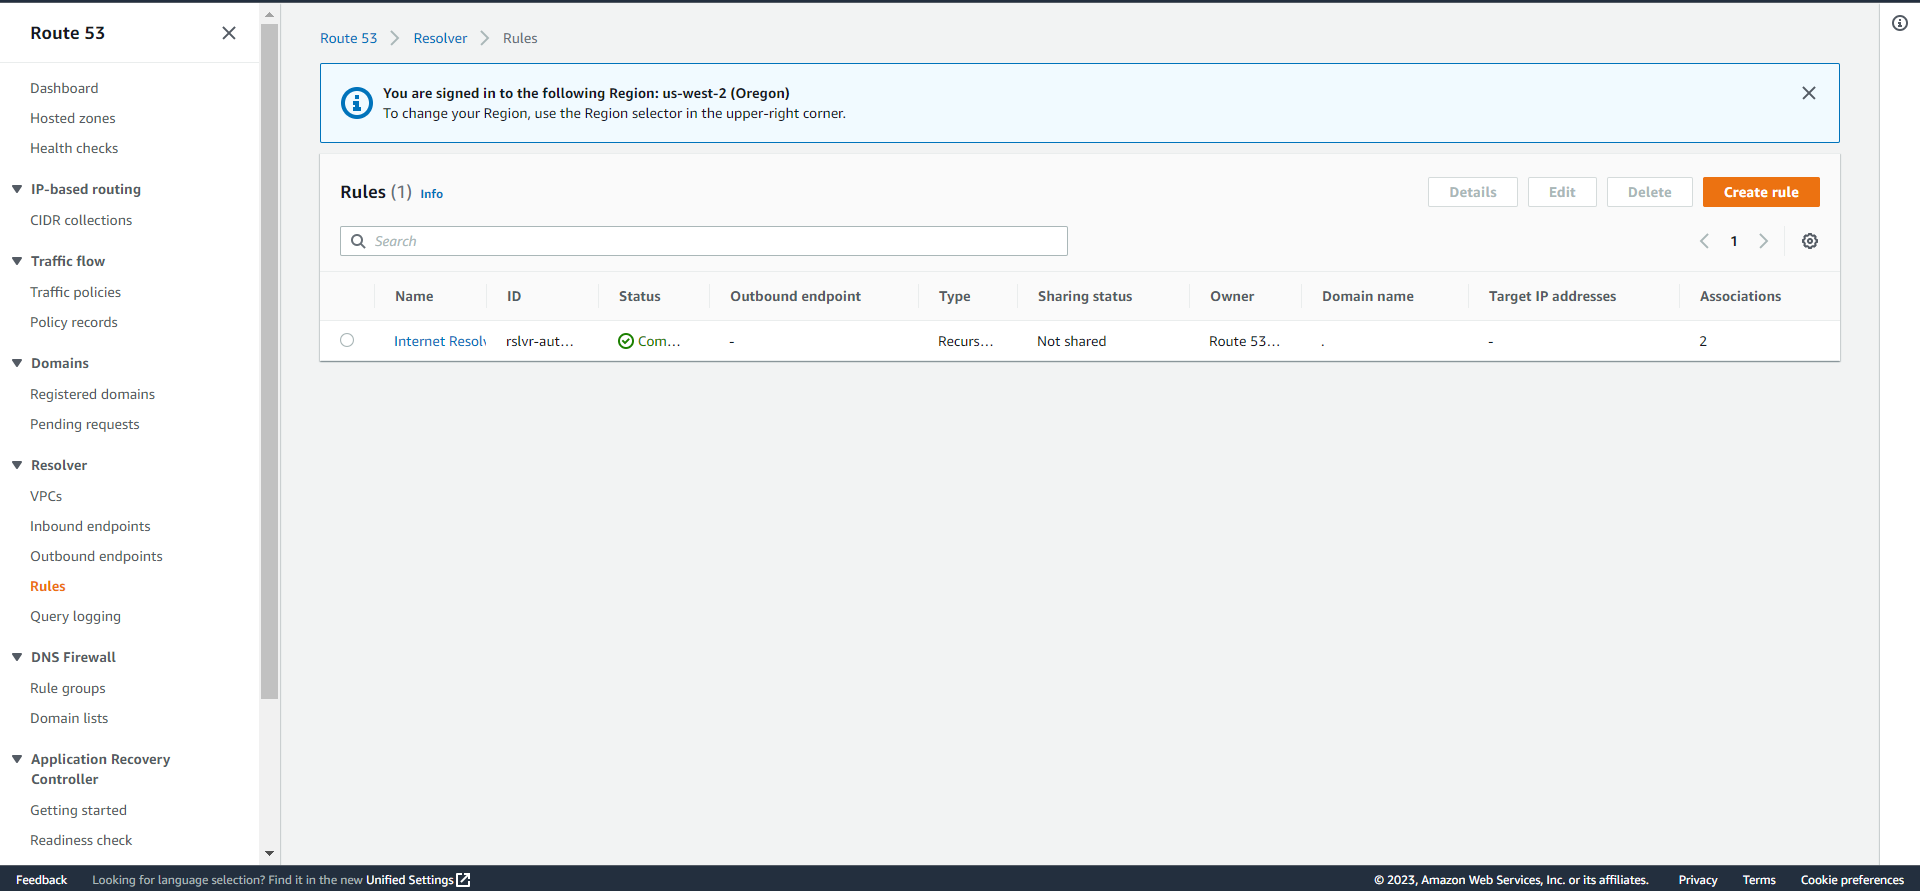 Route 53
Dashboard
Hosted zones
Health checks
IP-based routing
CIDR collections
Traffic flow
Traffic policies
Policy records
Domains
Registered domains
Pending requests
Resolver
VPCs
Inbound endpoints
Outbound endpoints
Rules
Query logging
DNS Firewall
Rule groups
Domain lists
Application Recovery
Controller
Getting started
Readiness check
Route 53 > Resolver > Rules
You are signed in to the following Region: us-west-2 (Oregon)
To change your Region, use the Region selector in the upper-right corner.
Rules (1) Info
Details Edit Delete Create rule
Search
1
Name ID Status Outbound endpoint Type Sharing status Owner Domain name Target IP addresses Associations
Internet Resolv rslvr-aut... Com... - Recurs... Not shared Route 53... . - 2
Feedback Looking for language selection? Find it in the new Unified Settings © 2023, Amazon Web Services, Inc. or its affiliates. Privacy Terms Cookie preferences